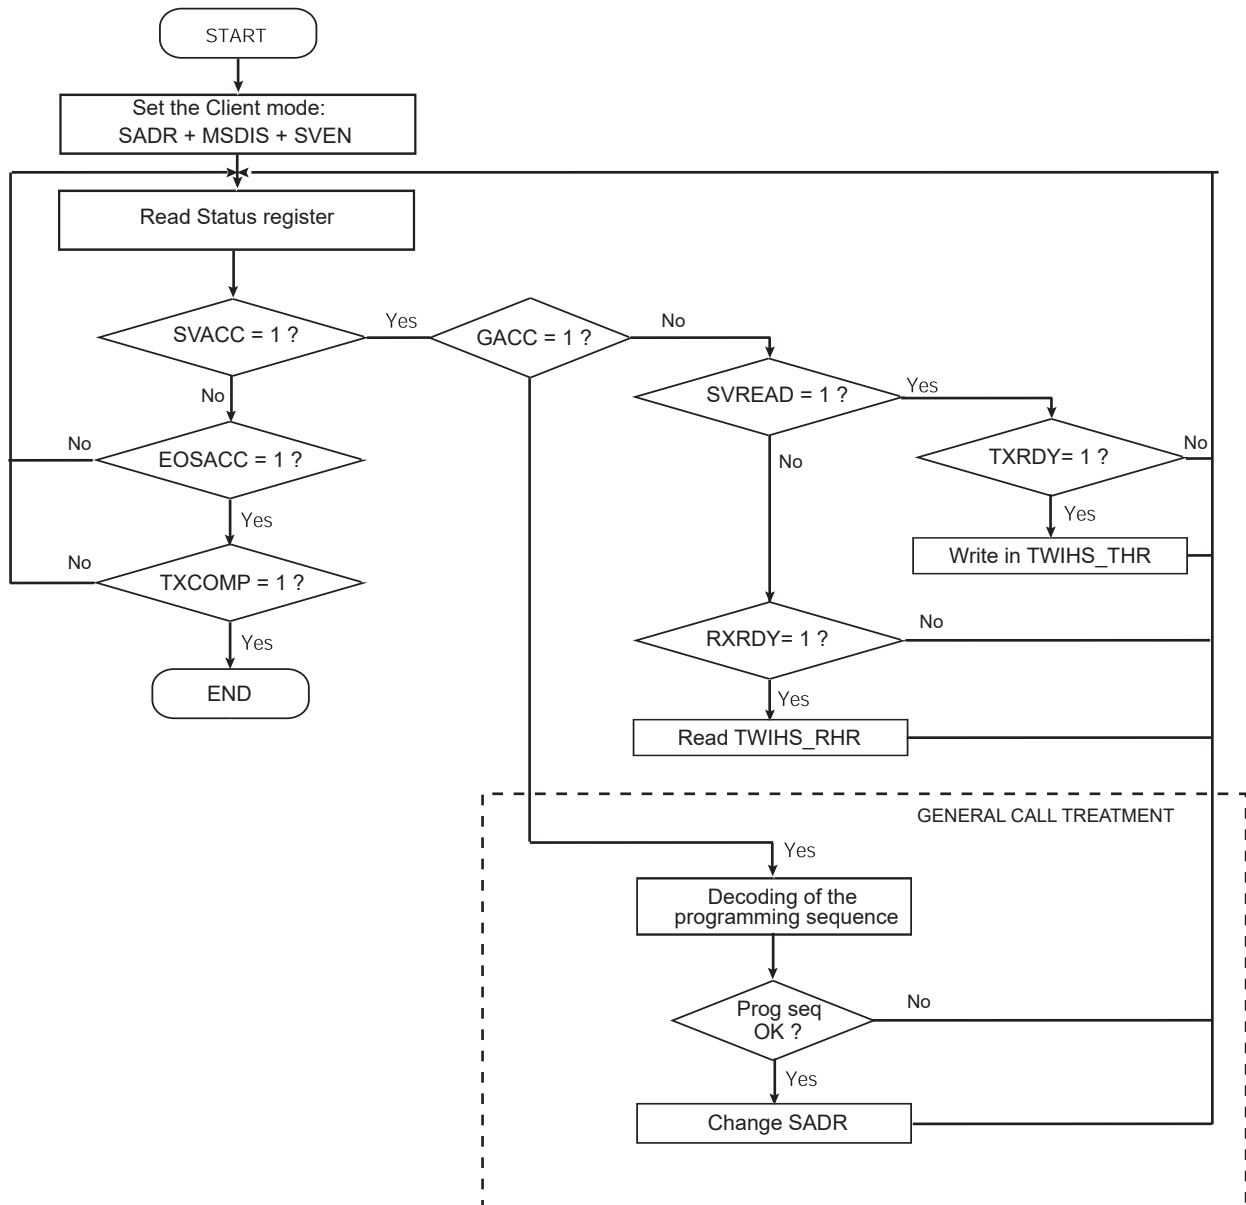 START
Set the Client mode:
SADR + MSDIS + SVEN
Read Status register
SVACC = 1 ?
Yes
GACC = 1 ?
No
SVREAD = 1 ?
Yes
No
EOSACC = 1 ?
No
No
TXRDY= 1 ?
No
Yes
Yes
Write in TWIHS_THR
No
TXCOMP = 1 ?
Yes
END
RXRDY= 1 ?
No
Yes
Read TWIHS_RHR
GENERAL CALL TREATMENT
Yes
Decoding of the
programming sequence
Prog seq
OK ?
No
Yes
Change SADR